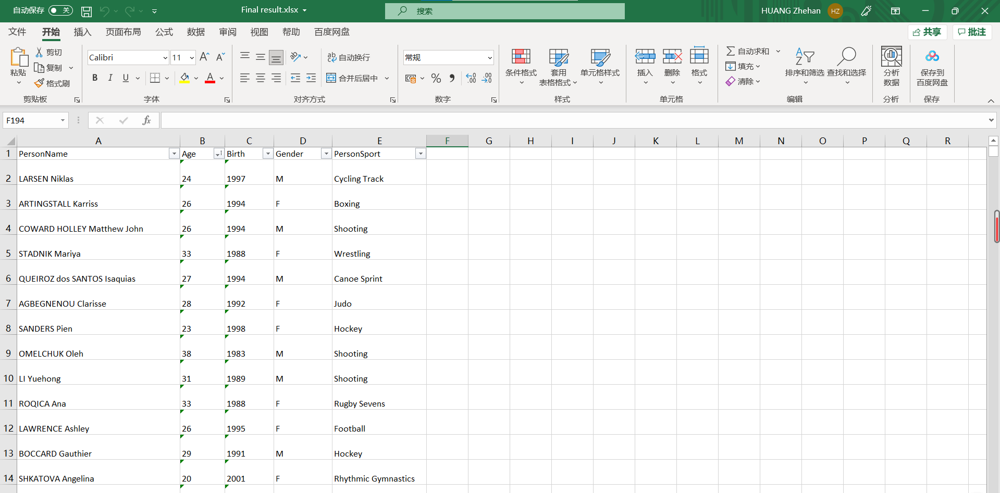 自动保存 关 Final result.xlsx 搜索 HUANG Zhehan HZ
文件 开始 插入 页面布局 公式 数据 审阅 视图 帮助 百度网盘 共享 批注
粘贴 剪切 复制 格式刷 剪贴板
Calibri 11 A A B I U A 字体
自动换行 合并后居中 对齐方式
常规 % 数字
条件格式 套用 表格格式 单元格样式 样式
插入 删除 格式 单元格
自动求和 填充 清除 排序和筛选 查找和选择 编辑
分析 数据 分析
保存到 百度网盘 保存
F194 fx
A B C D E F G H I J K L M N O P Q R
1 PersonName Age Birth Gender PersonSport
2 LARSEN Niklas 24 1997 M Cycling Track
3 ARTINGSTALL Karriss 26 1994 F Boxing
4 COWARD HOLLEY Matthew John 26 1994 M Shooting
5 STADNIK Mariya 33 1988 F Wrestling
6 QUEIROZ dos SANTOS Isaquias 27 1994 M Canoe Sprint
7 AGBEGNENOU Clarisse 28 1992 F Judo
8 SANDERS Pien 23 1998 F Hockey
9 OMELCHUK Oleh 38 1983 M Shooting
10 LI Yuehong 31 1989 M Shooting
11 ROQICA Ana 33 1988 F Rugby Sevens
12 LAWRENCE Ashley 26 1995 F Football
13 BOCCARD Gauthier 29 1991 M Hockey
14 SHKATOVA Angelina 20 2001 F Rhythmic Gymnastics